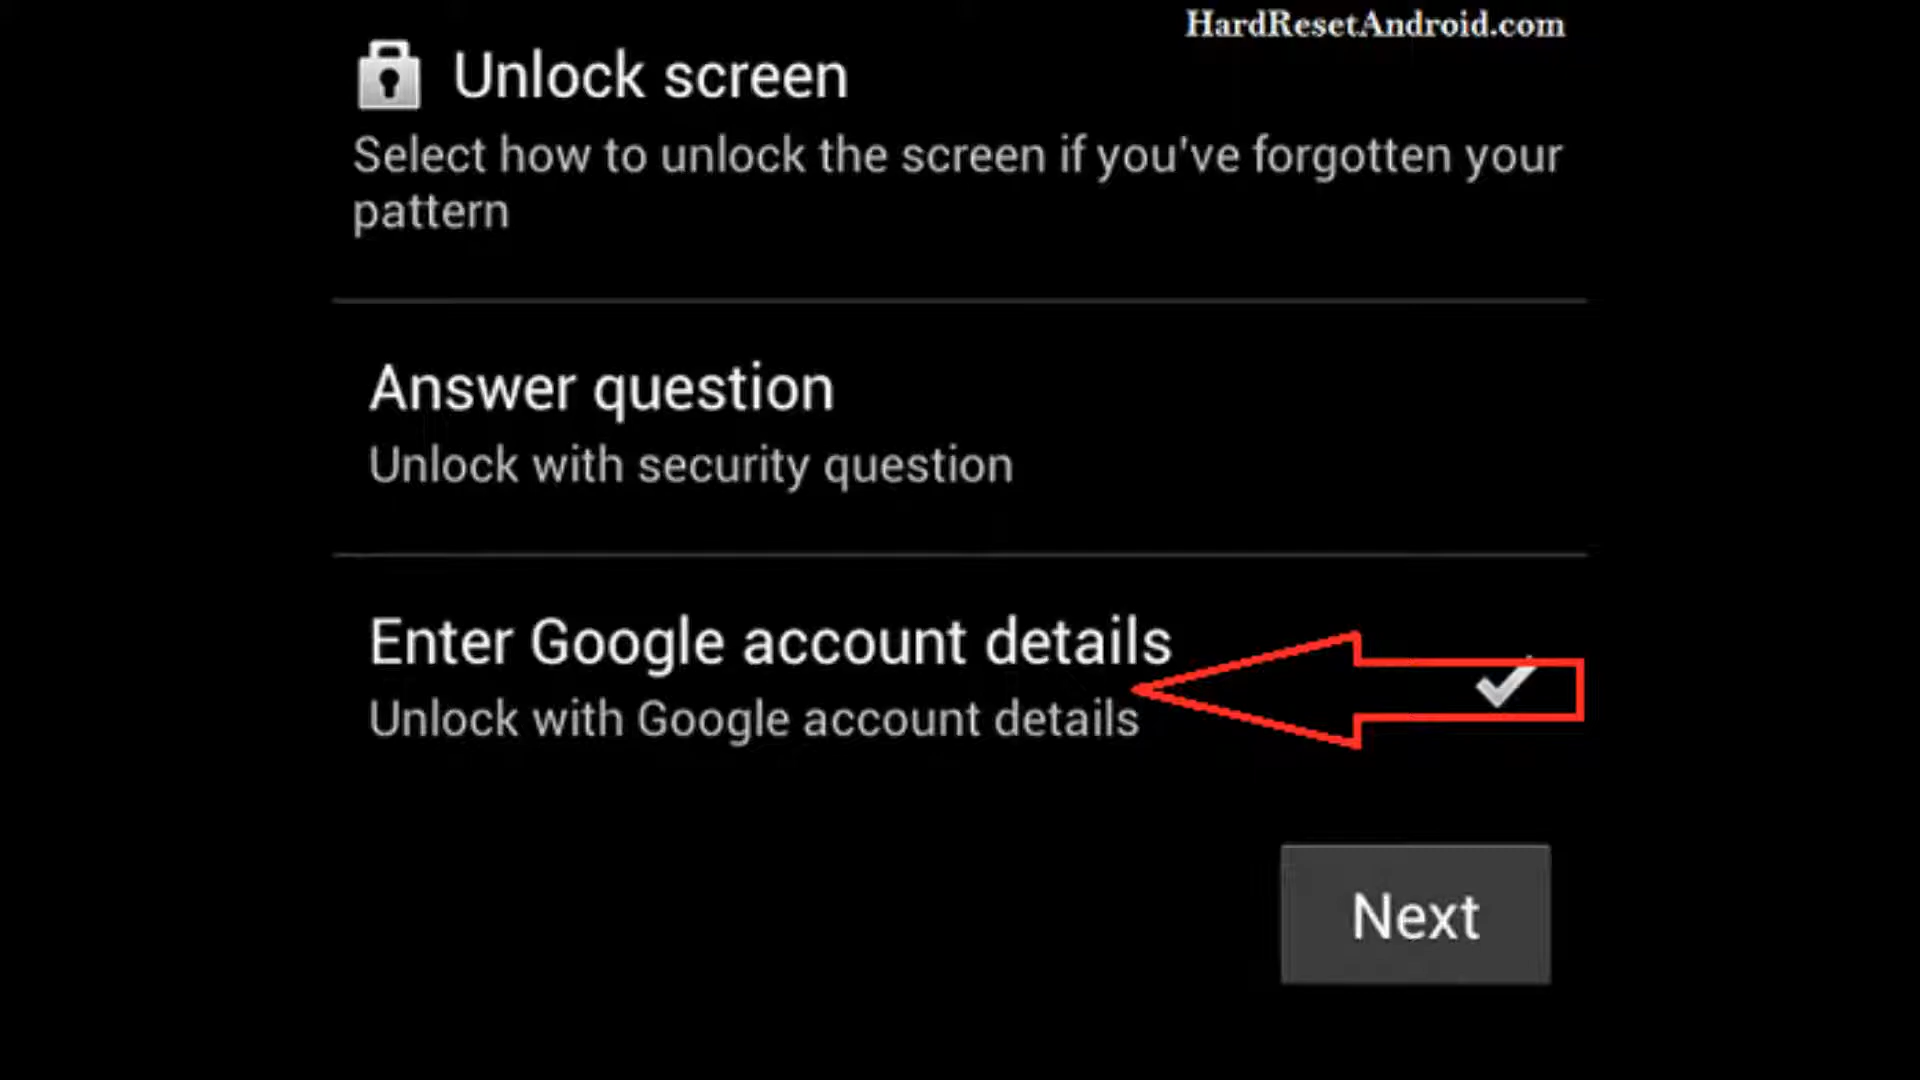 HardResetAndroid.com
Unlock screen
Select how to unlock the screen if you've forgotten your
pattern
Answer question
Unlock with security question
Enter Google account details
Unlock with Google account details
Next